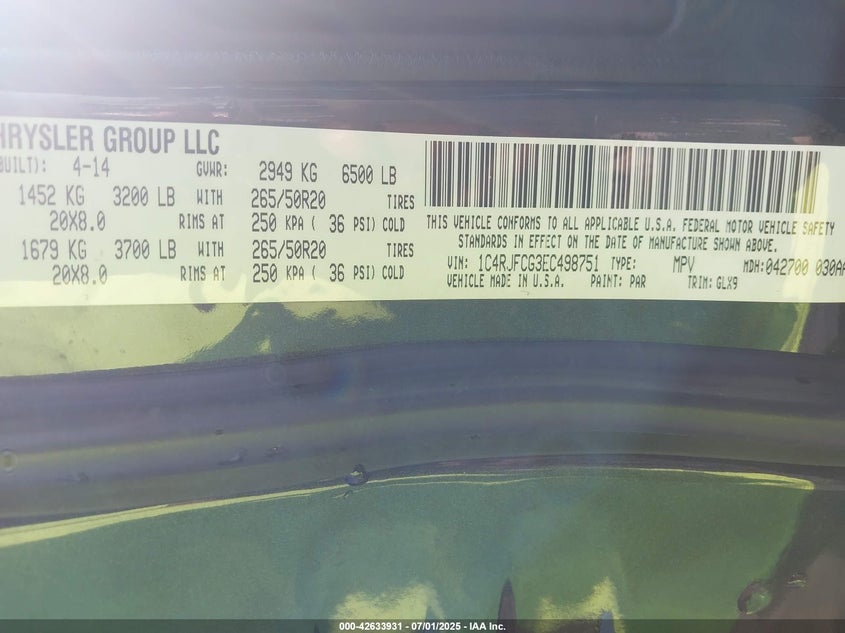 HRYSLER GROUP LLC
BUILT): 4-14 GVWR: 2949 KG 6500 LB
1452 KG 3200 LB WITH 265/50R20 TIRES
20X8.0 RIMS AT 250 KPA ( 36 PSI) COLD
1679 KG 3700 LB WITH 265/50R20 TIRES
20X8.0 RIMS AT 250 KPA ( 36 PSI) COLD
THIS VEHICLE CONFORMS TO ALL APPLICABLE U.S.A. FEDERAL MOTOR VEHICLE SAFETY
STANDARDS IN EFFECT ON THE DATE OF MANUFACTURE SHOWN ABOVE.
VIN: 1C4RJFCG3EC498751 TYPE: MPV MDH: 042700 030AA
VEHICLE MADE IN U.S.A. PAINT: PAR TRIM: GLX9
000-42633931 - 07/01/2025 - IAA Inc.